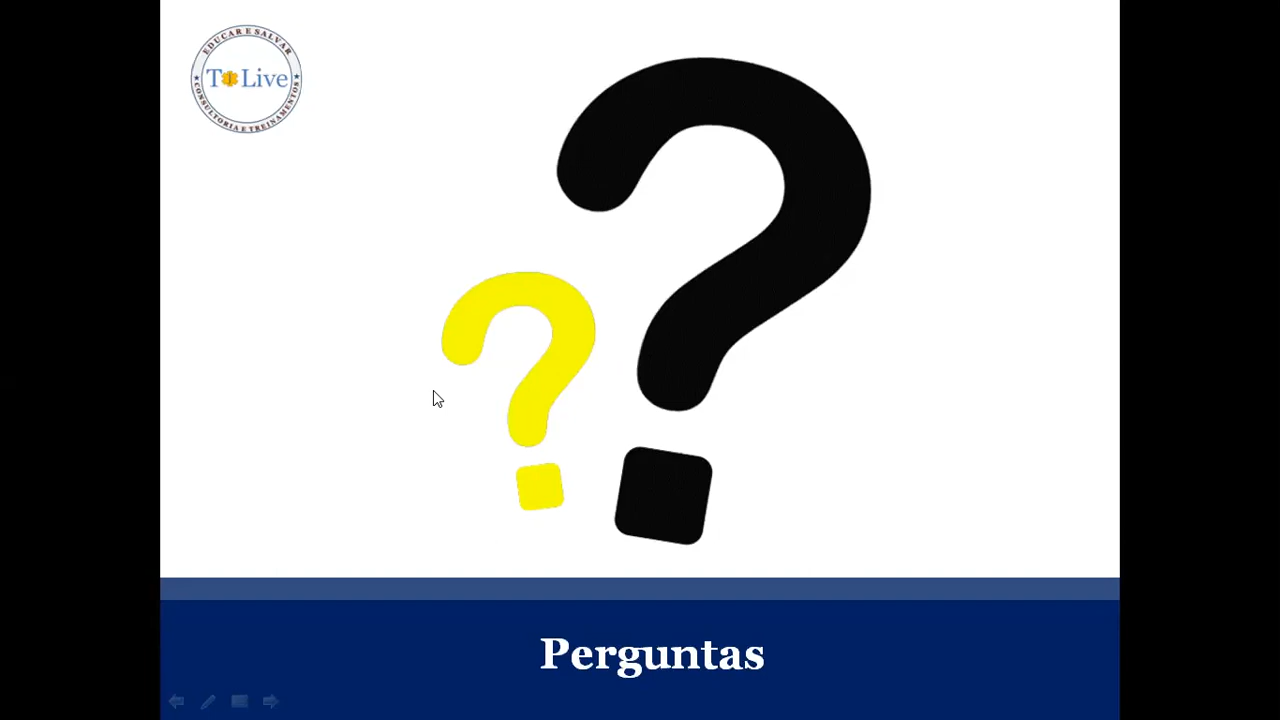 EDUCAR E SALVAR
To Live
CONSULTORIA E TREINAMENTOS
??
Perguntas